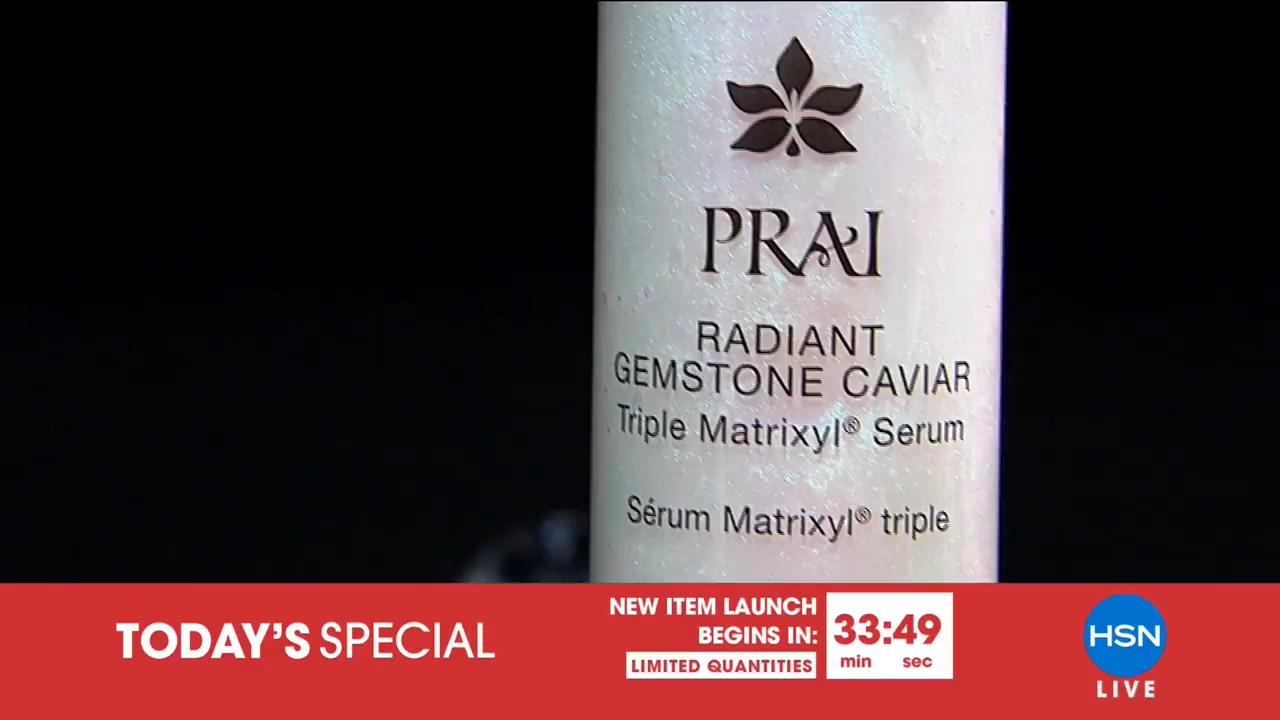 PRAI
RADIANT
GEMSTONE CAVIAR
Triple Matrixyl® Serum
Sérum Matrixyl® triple
TODAY'S SPECIAL
NEW ITEM LAUNCH
BEGINS IN:
LIMITED QUANTITIES
33:49
min sec
HSN
LIVE